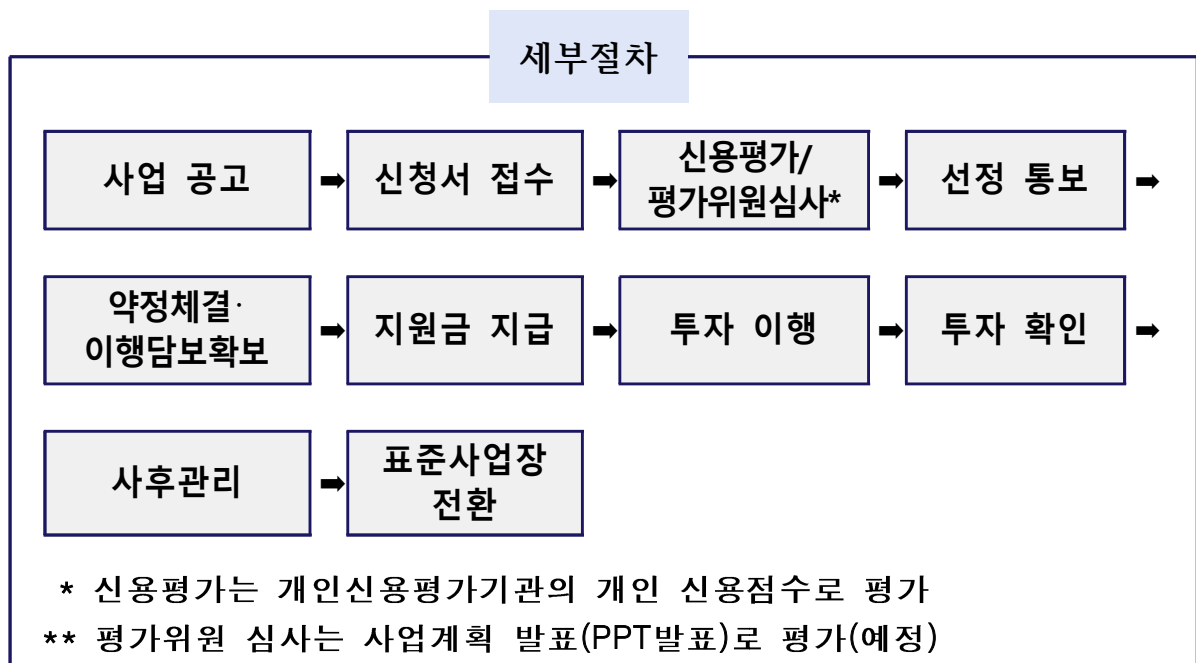 세부절차
사업 공고 ➡ 신청서 접수 ➡ 신용평가/
평가위원심사* ➡ 선정 통보 ➡
약정체결·
이행담보확보 ➡ 지원금 지급 ➡ 투자 이행 ➡ 투자 확인 ➡
사후관리 ➡ 표준사업장
전환
* 신용평가는 개인신용평가기관의 개인 신용점수로 평가
** 평가위원 심사는 사업계획 발표(PPT발표)로 평가(예정)